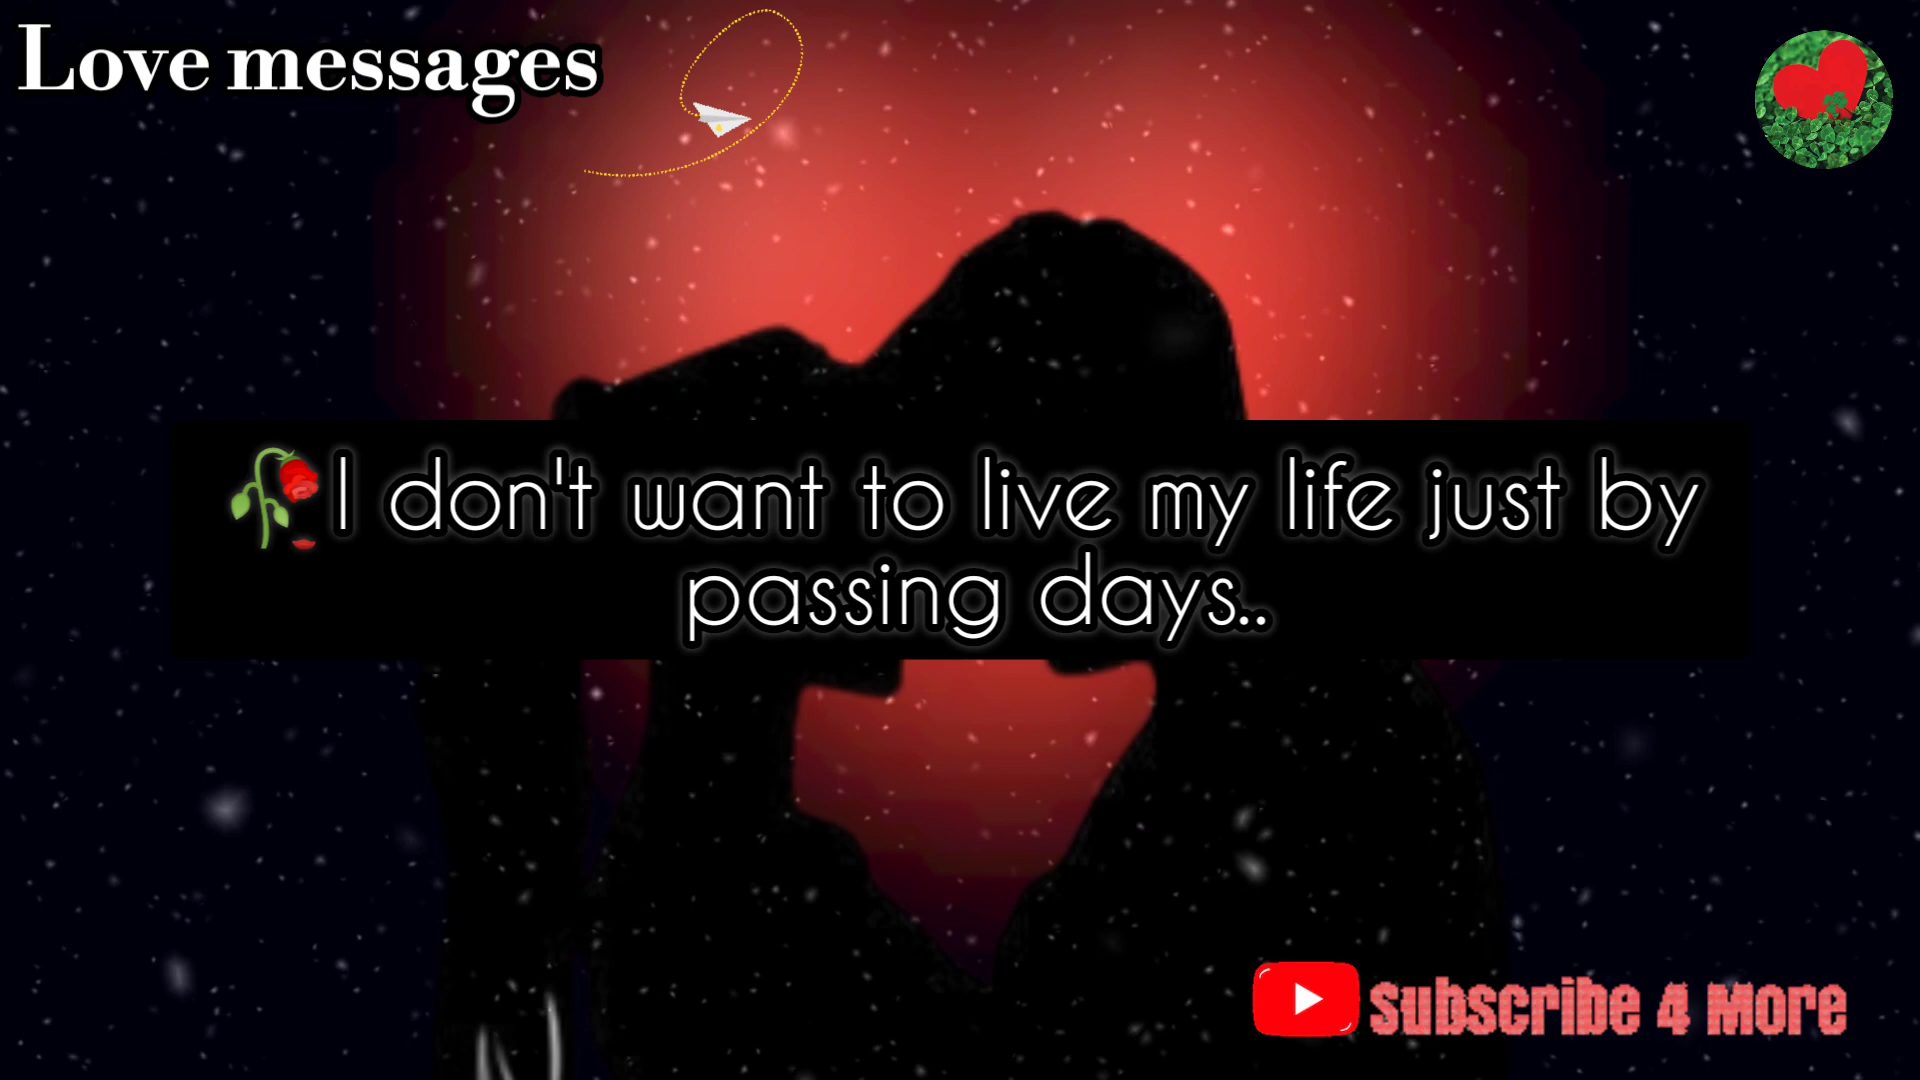 Love messages
🥀I don't want to live my life just by
passing days..
Subscribe 4 More